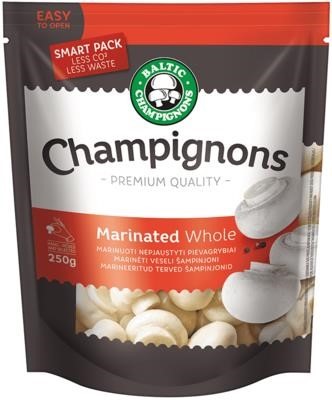 EASY
TO OPEN
SMART PACK
LESS CO²
LESS WASTE
BALTIC
CHAMPIGNONS
Champignons
- PREMIUM QUALITY -
Marinated Whole
MARINUOTI NEPJAUSTYTI PIEVAGRYBIAI
MARINĒTI VESELI ŠAMPINJONI
MARINEERITUD TERVED ŠAMPINJONID
250g